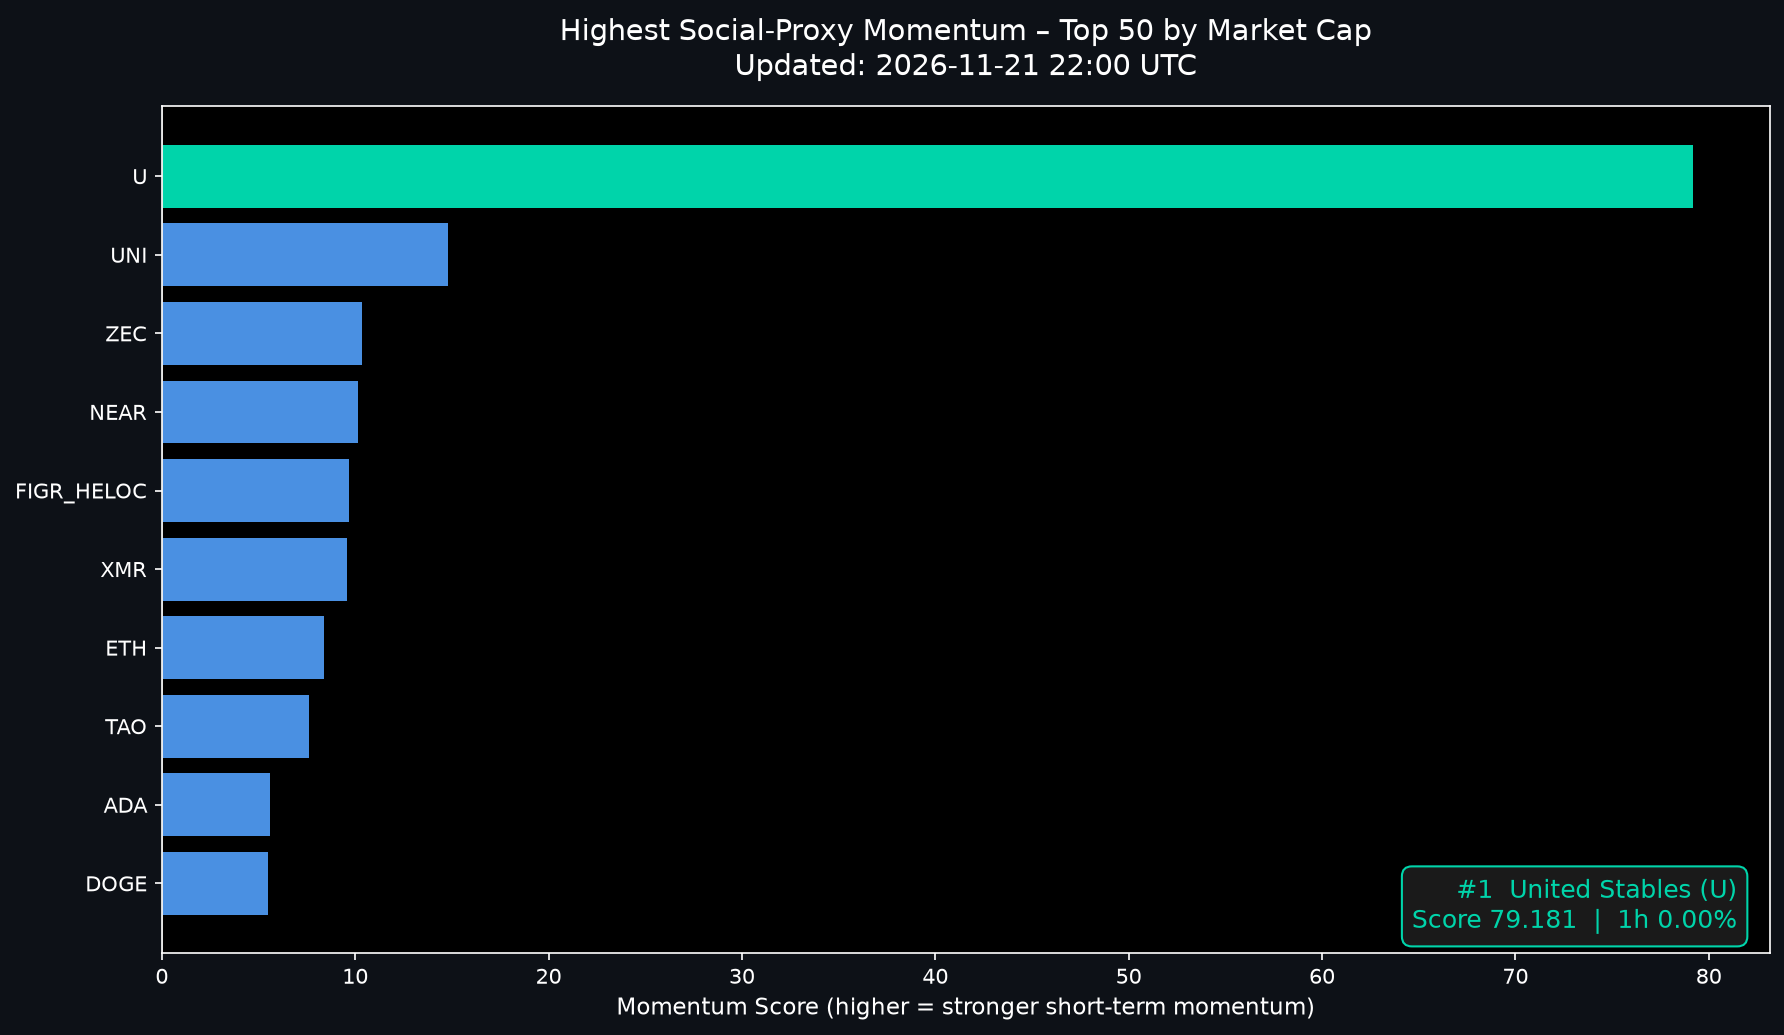 Highest Social-Proxy Momentum – Top 50 by Market Cap
Updated: 2026-11-21 22:00 UTC
U
UNI
ZEC
NEAR
FIGR_HELOC
XMR
ETH
TAO
ADA
DOGE
#1  United Stables (U)
Score 79.181  |  1h 0.00%
0 10 20 30 40 50 60 70 80
Momentum Score (higher = stronger short-term momentum)